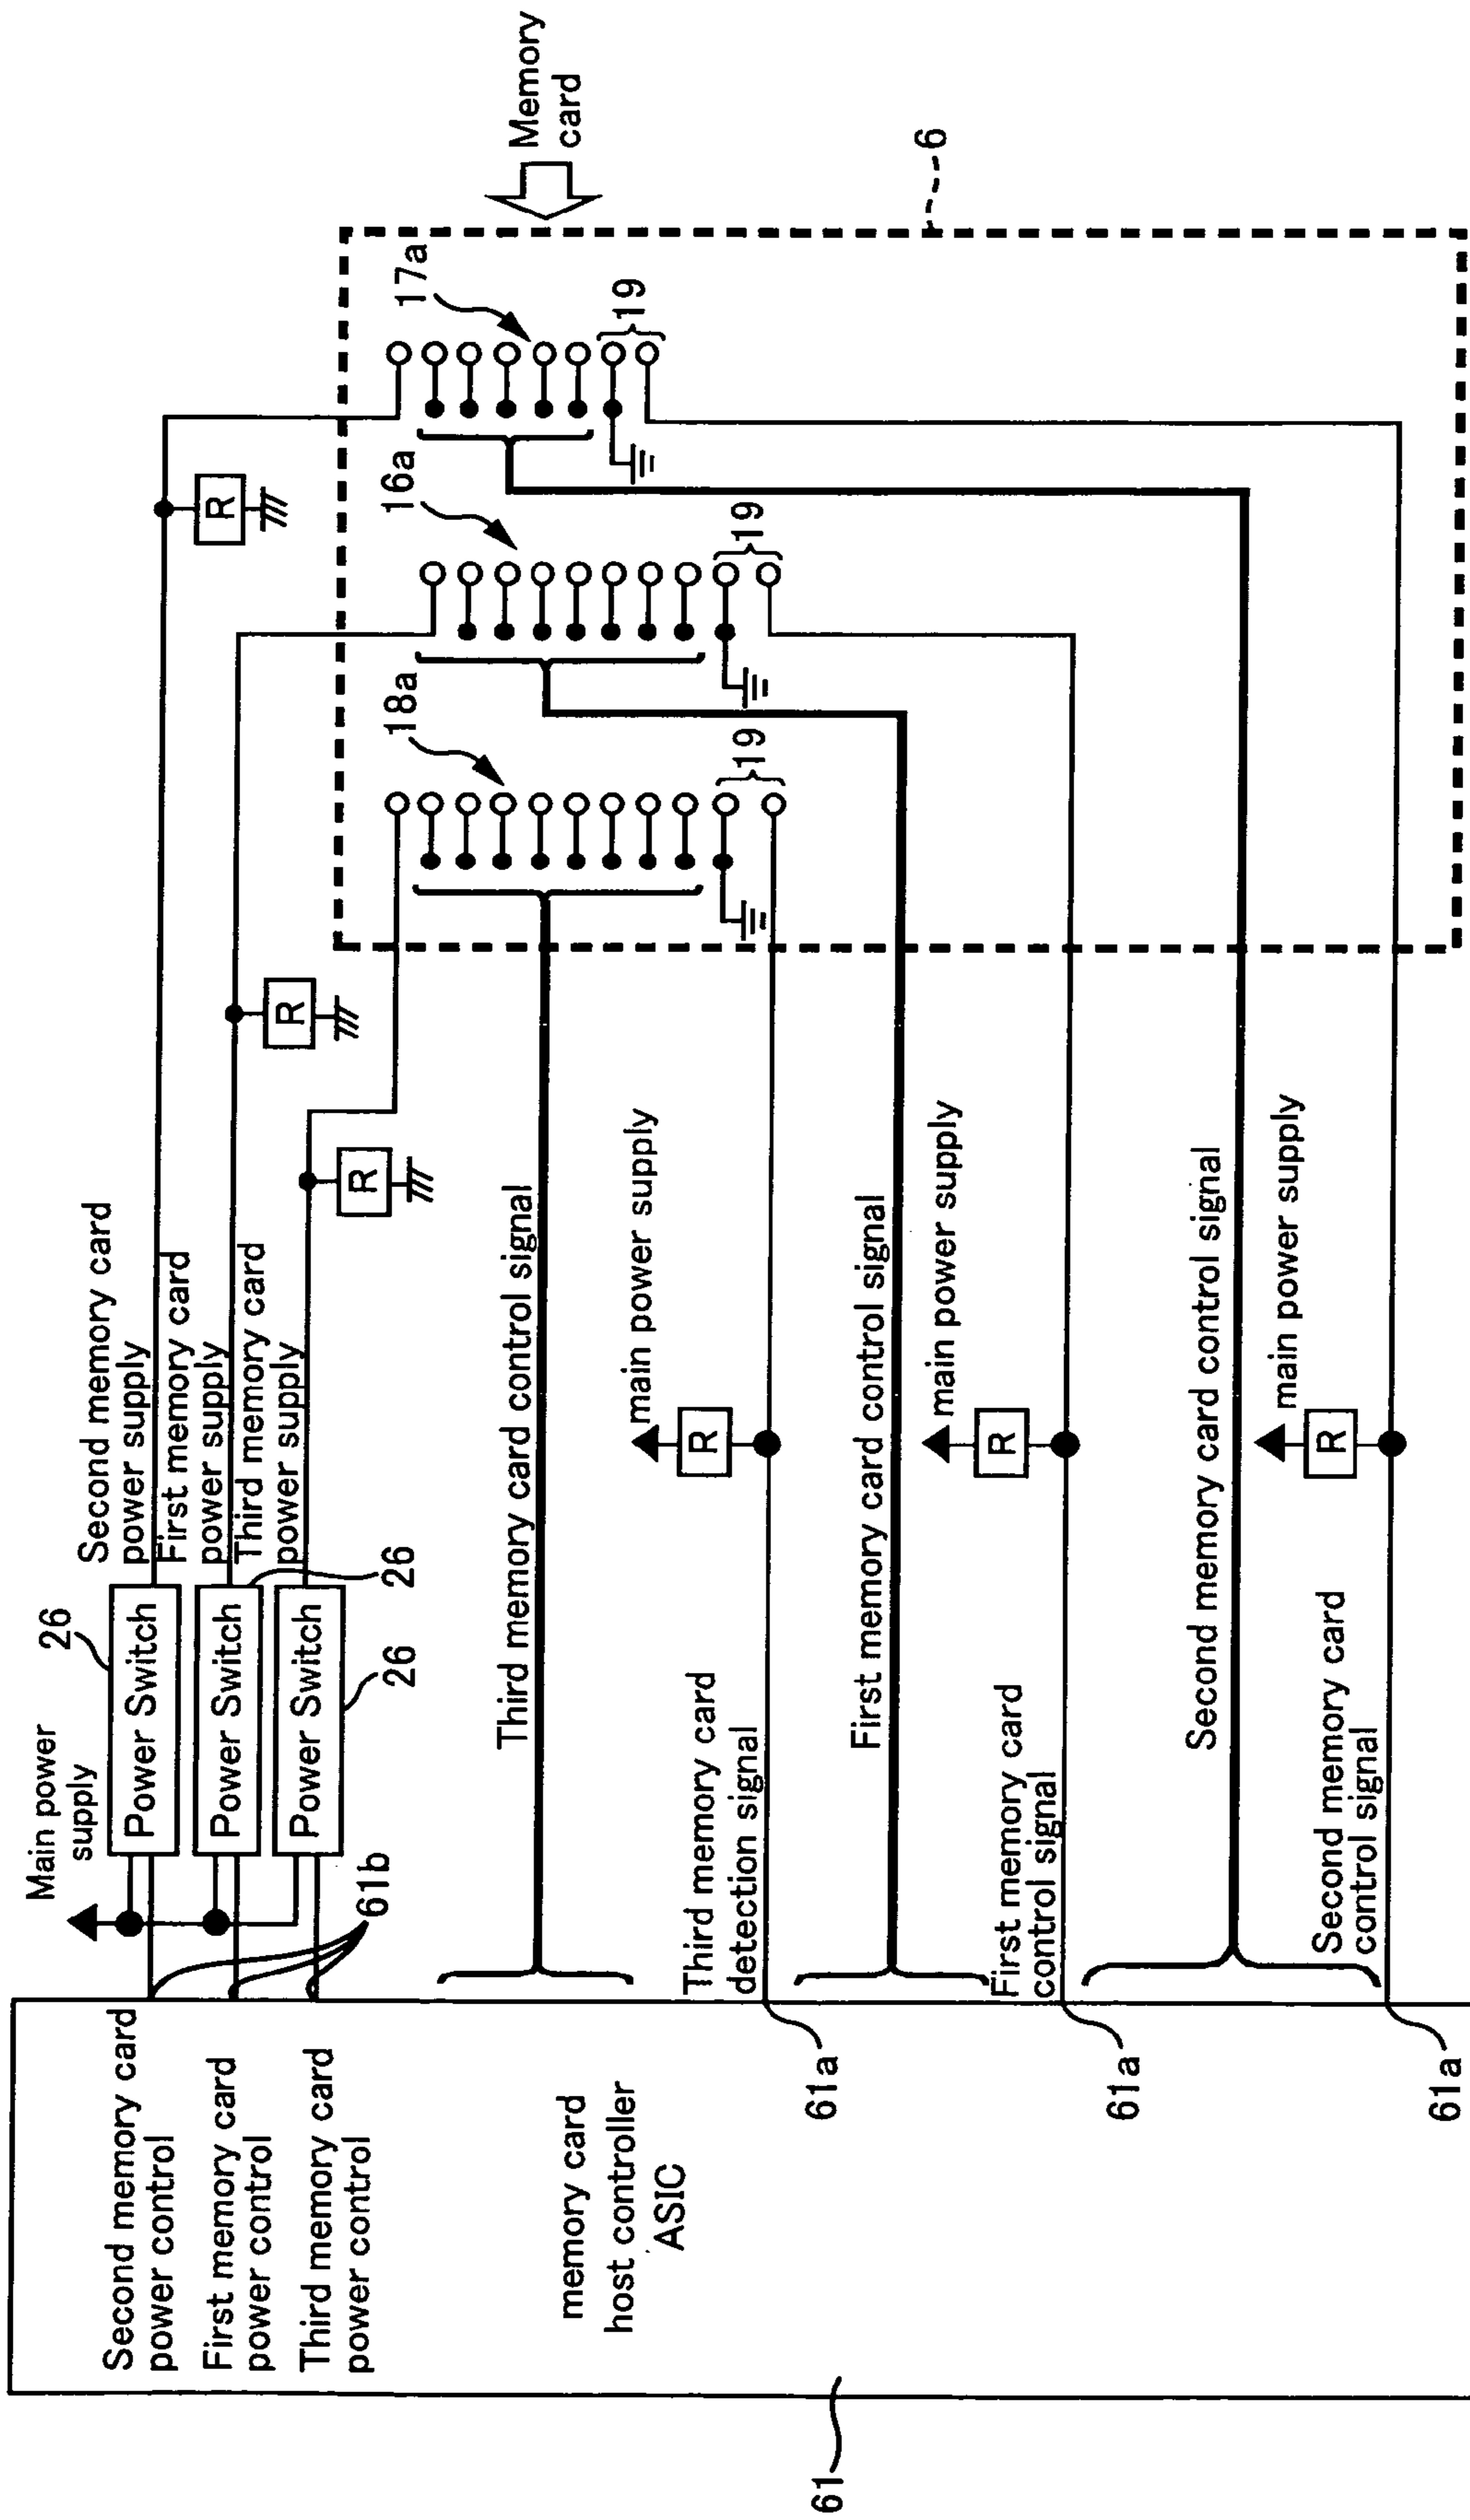 Main power
supply
26
Power Switch
Power Switch
Power Switch
26
26
61b
Second memory card
power supply
First memory card
power supply
Third memory card
power supply
R
R
R
Second memory card
power control
First memory card
power control
Third memory card
power control
memory card
host controller
ASIC
61
Third memory card control signal
main power supply
R
Third memory card
detection signal
61a
First memory card control signal
main power supply
R
First memory card
control signal
61a
Second memory card control signal
main power supply
R
Second memory card
control signal
61a
18a
19
16a
19
17a
19
6
Memory
card